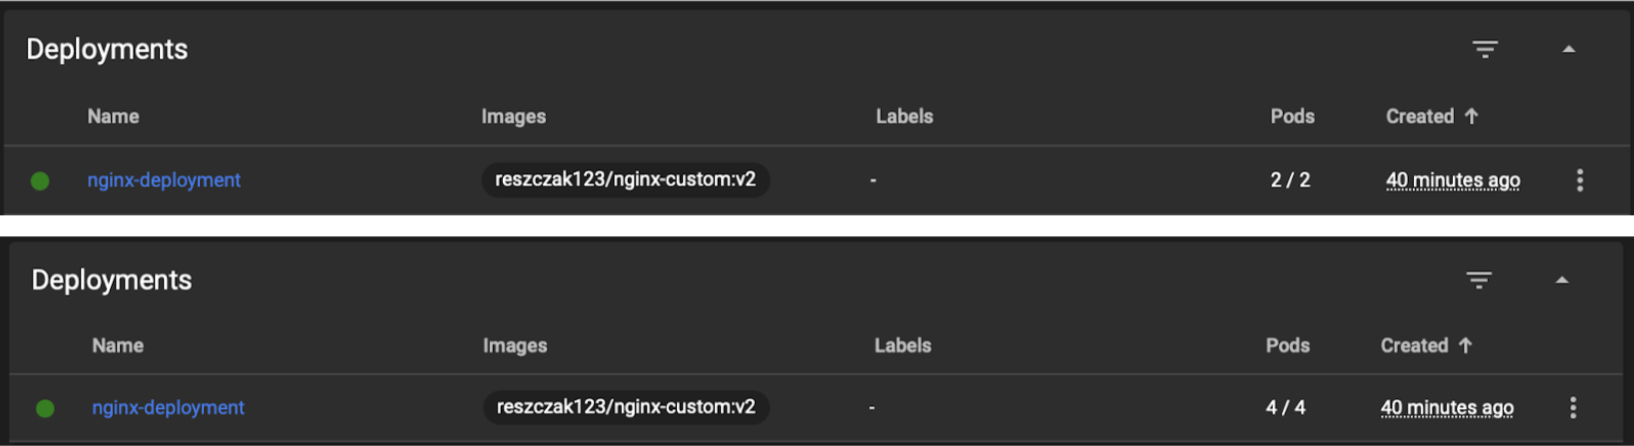 Deployments
Name Images Labels Pods Created ↑
nginx-deployment reszczak123/nginx-custom:v2 - 2 / 2 40 minutes ago
Deployments
Name Images Labels Pods Created ↑
nginx-deployment reszczak123/nginx-custom:v2 - 4 / 4 40 minutes ago